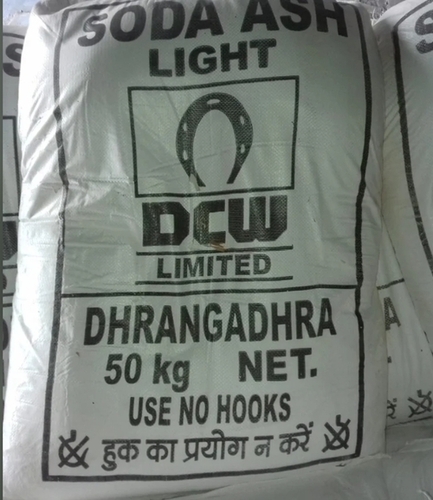 SODA ASH
LIGHT
DCW
LIMITED
DHRANGADHRA
50 kg NET.
USE NO HOOKS
हुक का प्रयोग न करें